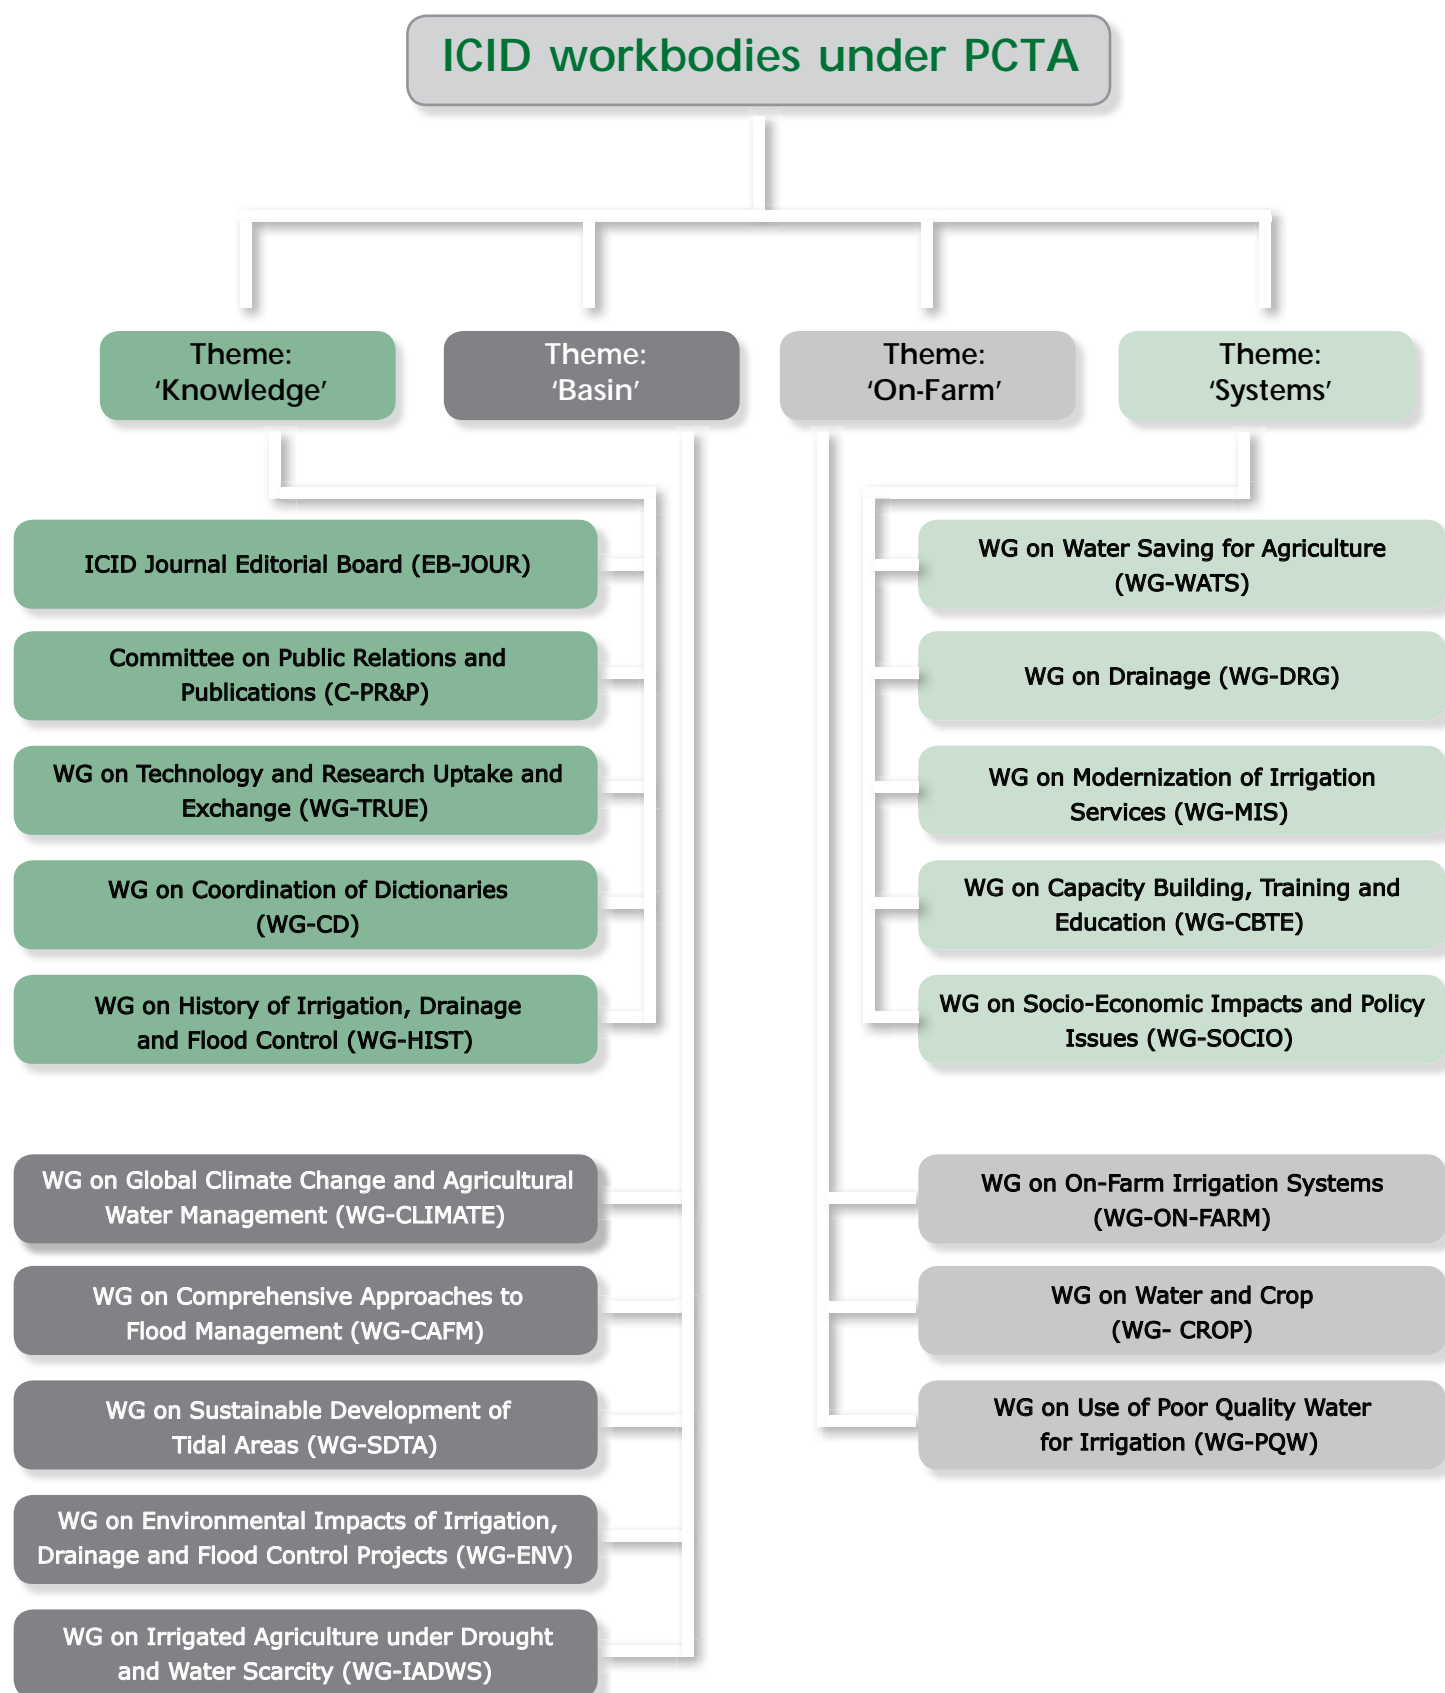 ICID workbodies under PCTA
Theme:
‘Knowledge’
Theme:
‘Basin’
Theme:
‘On-Farm’
Theme:
‘Systems’
ICID Journal Editorial Board (EB-JOUR)
Committee on Public Relations and
Publications (C-PR&P)
WG on Technology and Research Uptake and
Exchange (WG-TRUE)
WG on Coordination of Dictionaries
(WG-CD)
WG on History of Irrigation, Drainage
and Flood Control (WG-HIST)
WG on Global Climate Change and Agricultural
Water Management (WG-CLIMATE)
WG on Comprehensive Approaches to
Flood Management (WG-CAFM)
WG on Sustainable Development of
Tidal Areas (WG-SDTA)
WG on Environmental Impacts of Irrigation,
Drainage and Flood Control Projects (WG-ENV)
WG on Irrigated Agriculture under Drought
and Water Scarcity (WG-IADWS)
WG on Water Saving for Agriculture
(WG-WATS)
WG on Drainage (WG-DRG)
WG on Modernization of Irrigation
Services (WG-MIS)
WG on Capacity Building, Training and
Education (WG-CBTE)
WG on Socio-Economic Impacts and Policy
Issues (WG-SOCIO)
WG on On-Farm Irrigation Systems
(WG-ON-FARM)
WG on Water and Crop
(WG- CROP)
WG on Use of Poor Quality Water
for Irrigation (WG-PQW)